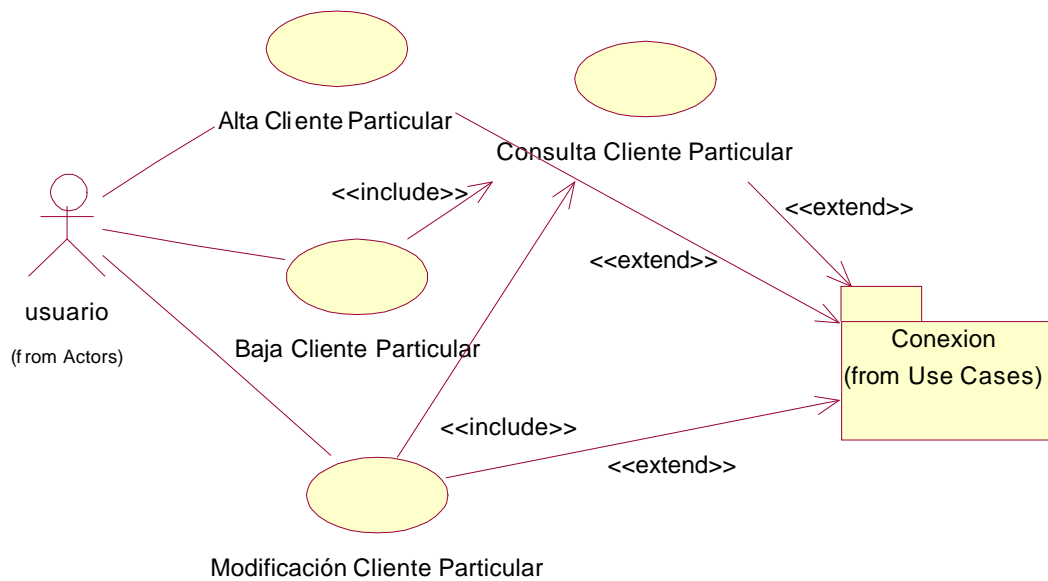 Alta Cliente Particular
Consulta Cliente Particular
<<include>>
<<extend>>
<<extend>>
usuario
(from Actors)
Baja Cliente Particular
Conexion
(from Use Cases)
<<include>>
<<extend>>
Modificación Cliente Particular